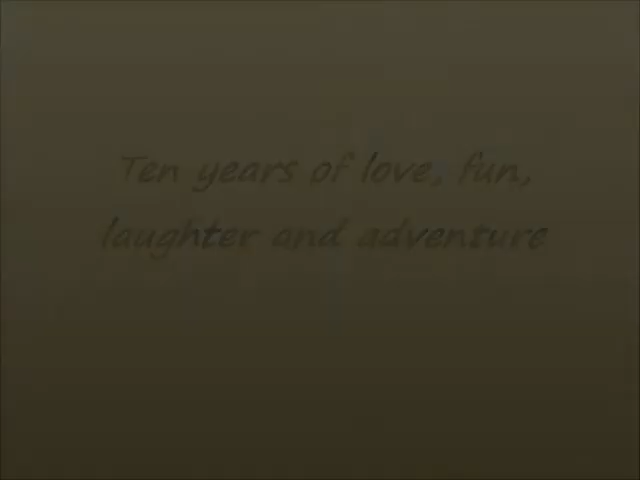 Ten years of love, fun,
laughter and adventure